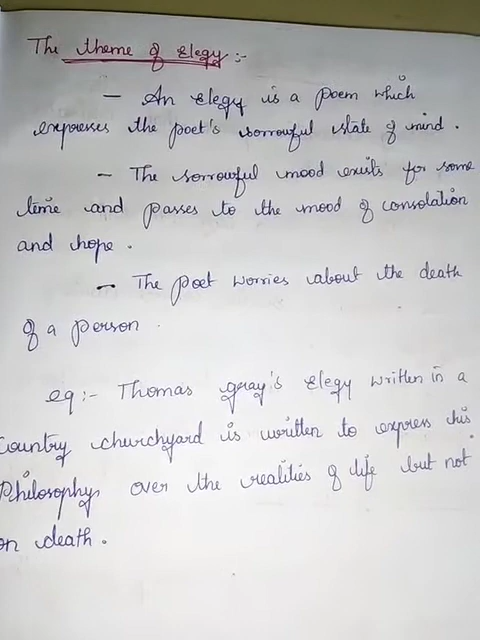 The theme of Elegy :-
- An Elegy is a poem which
expresses the poet's sorrowful state of mind.
- The sorrowful mood exists for some
time and passes to the mood of consolation
and hope.
- The poet worries about the death
of a person.
eg:- Thomas gray's Elegy written in a
country churchyard is written to express his
Philosophy over the realities of life but not
on death.